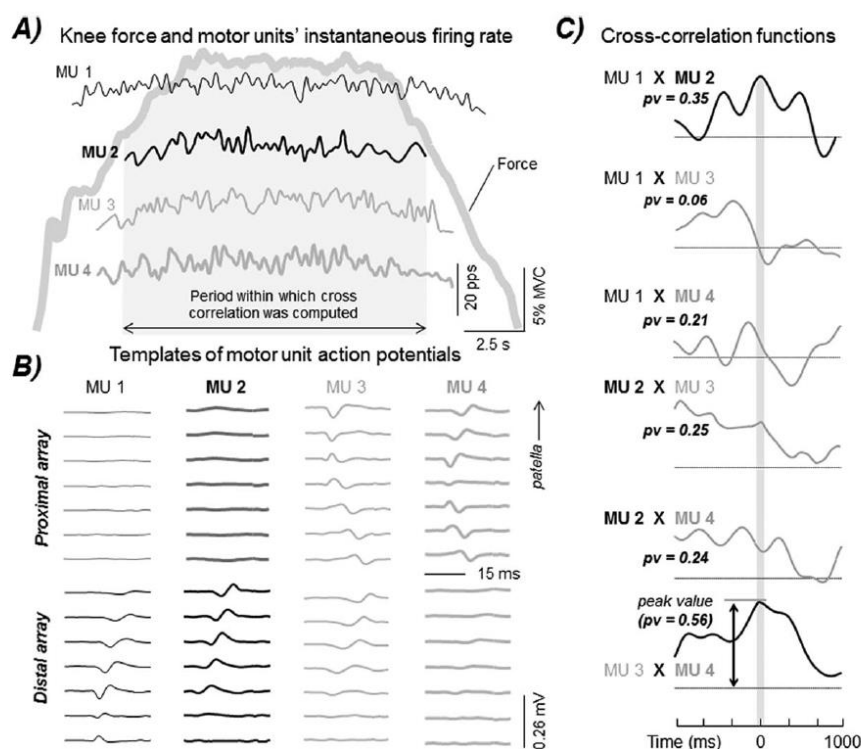 A) Knee force and motor units' instantaneous firing rate
MU 1
MU 2
MU 3
MU 4
Force
Period within which cross
correlation was computed
20 pps
5% MVC
2.5 s
B) Templates of motor unit action potentials
MU 1 MU 2 MU 3 MU 4
Proximal array
patella
15 ms
Distal array
0.26 mV
C) Cross-correlation functions
MU 1 X MU 2
pv = 0.35
MU 1 X MU 3
pv = 0.06
MU 1 X MU 4
pv = 0.21
MU 2 X MU 3
pv = 0.25
MU 2 X MU 4
pv = 0.24
peak value
(pv = 0.56)
MU 3 X MU 4
Time (ms) 0 1000